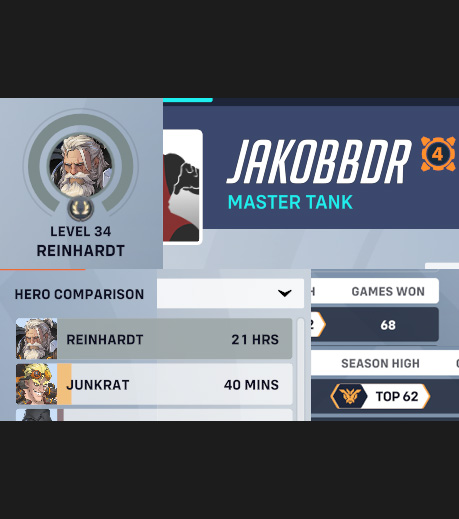 JAKOBBDR 4
MASTER TANK
LEVEL 34
REINHARDT
HERO COMPARISON
REINHARDT 21 HRS
JUNKRAT 40 MINS
GAMES WON
68
SEASON HIGH
TOP 62